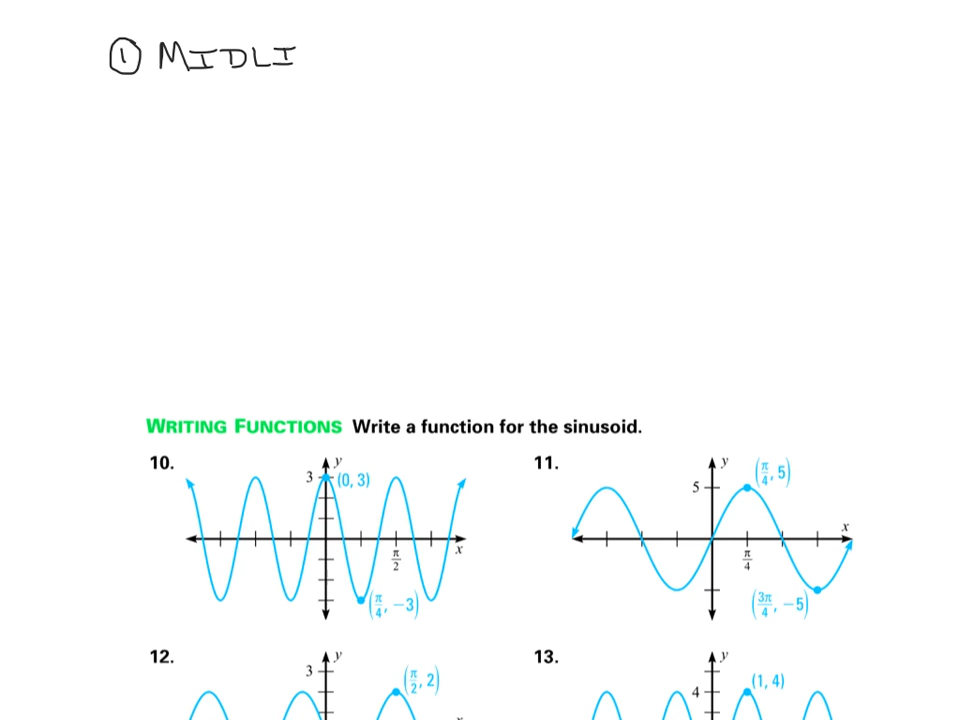 ① MIDLI
WRITING FUNCTIONS Write a function for the sinusoid.
10.
y
3
(0, 3)
π/2
x
(π/4, −3)
11.
y
5
(π/4, 5)
x
π/4
(3π/4, −5)
12.
y
3
(π/2, 2)
13.
y
4
(1, 4)